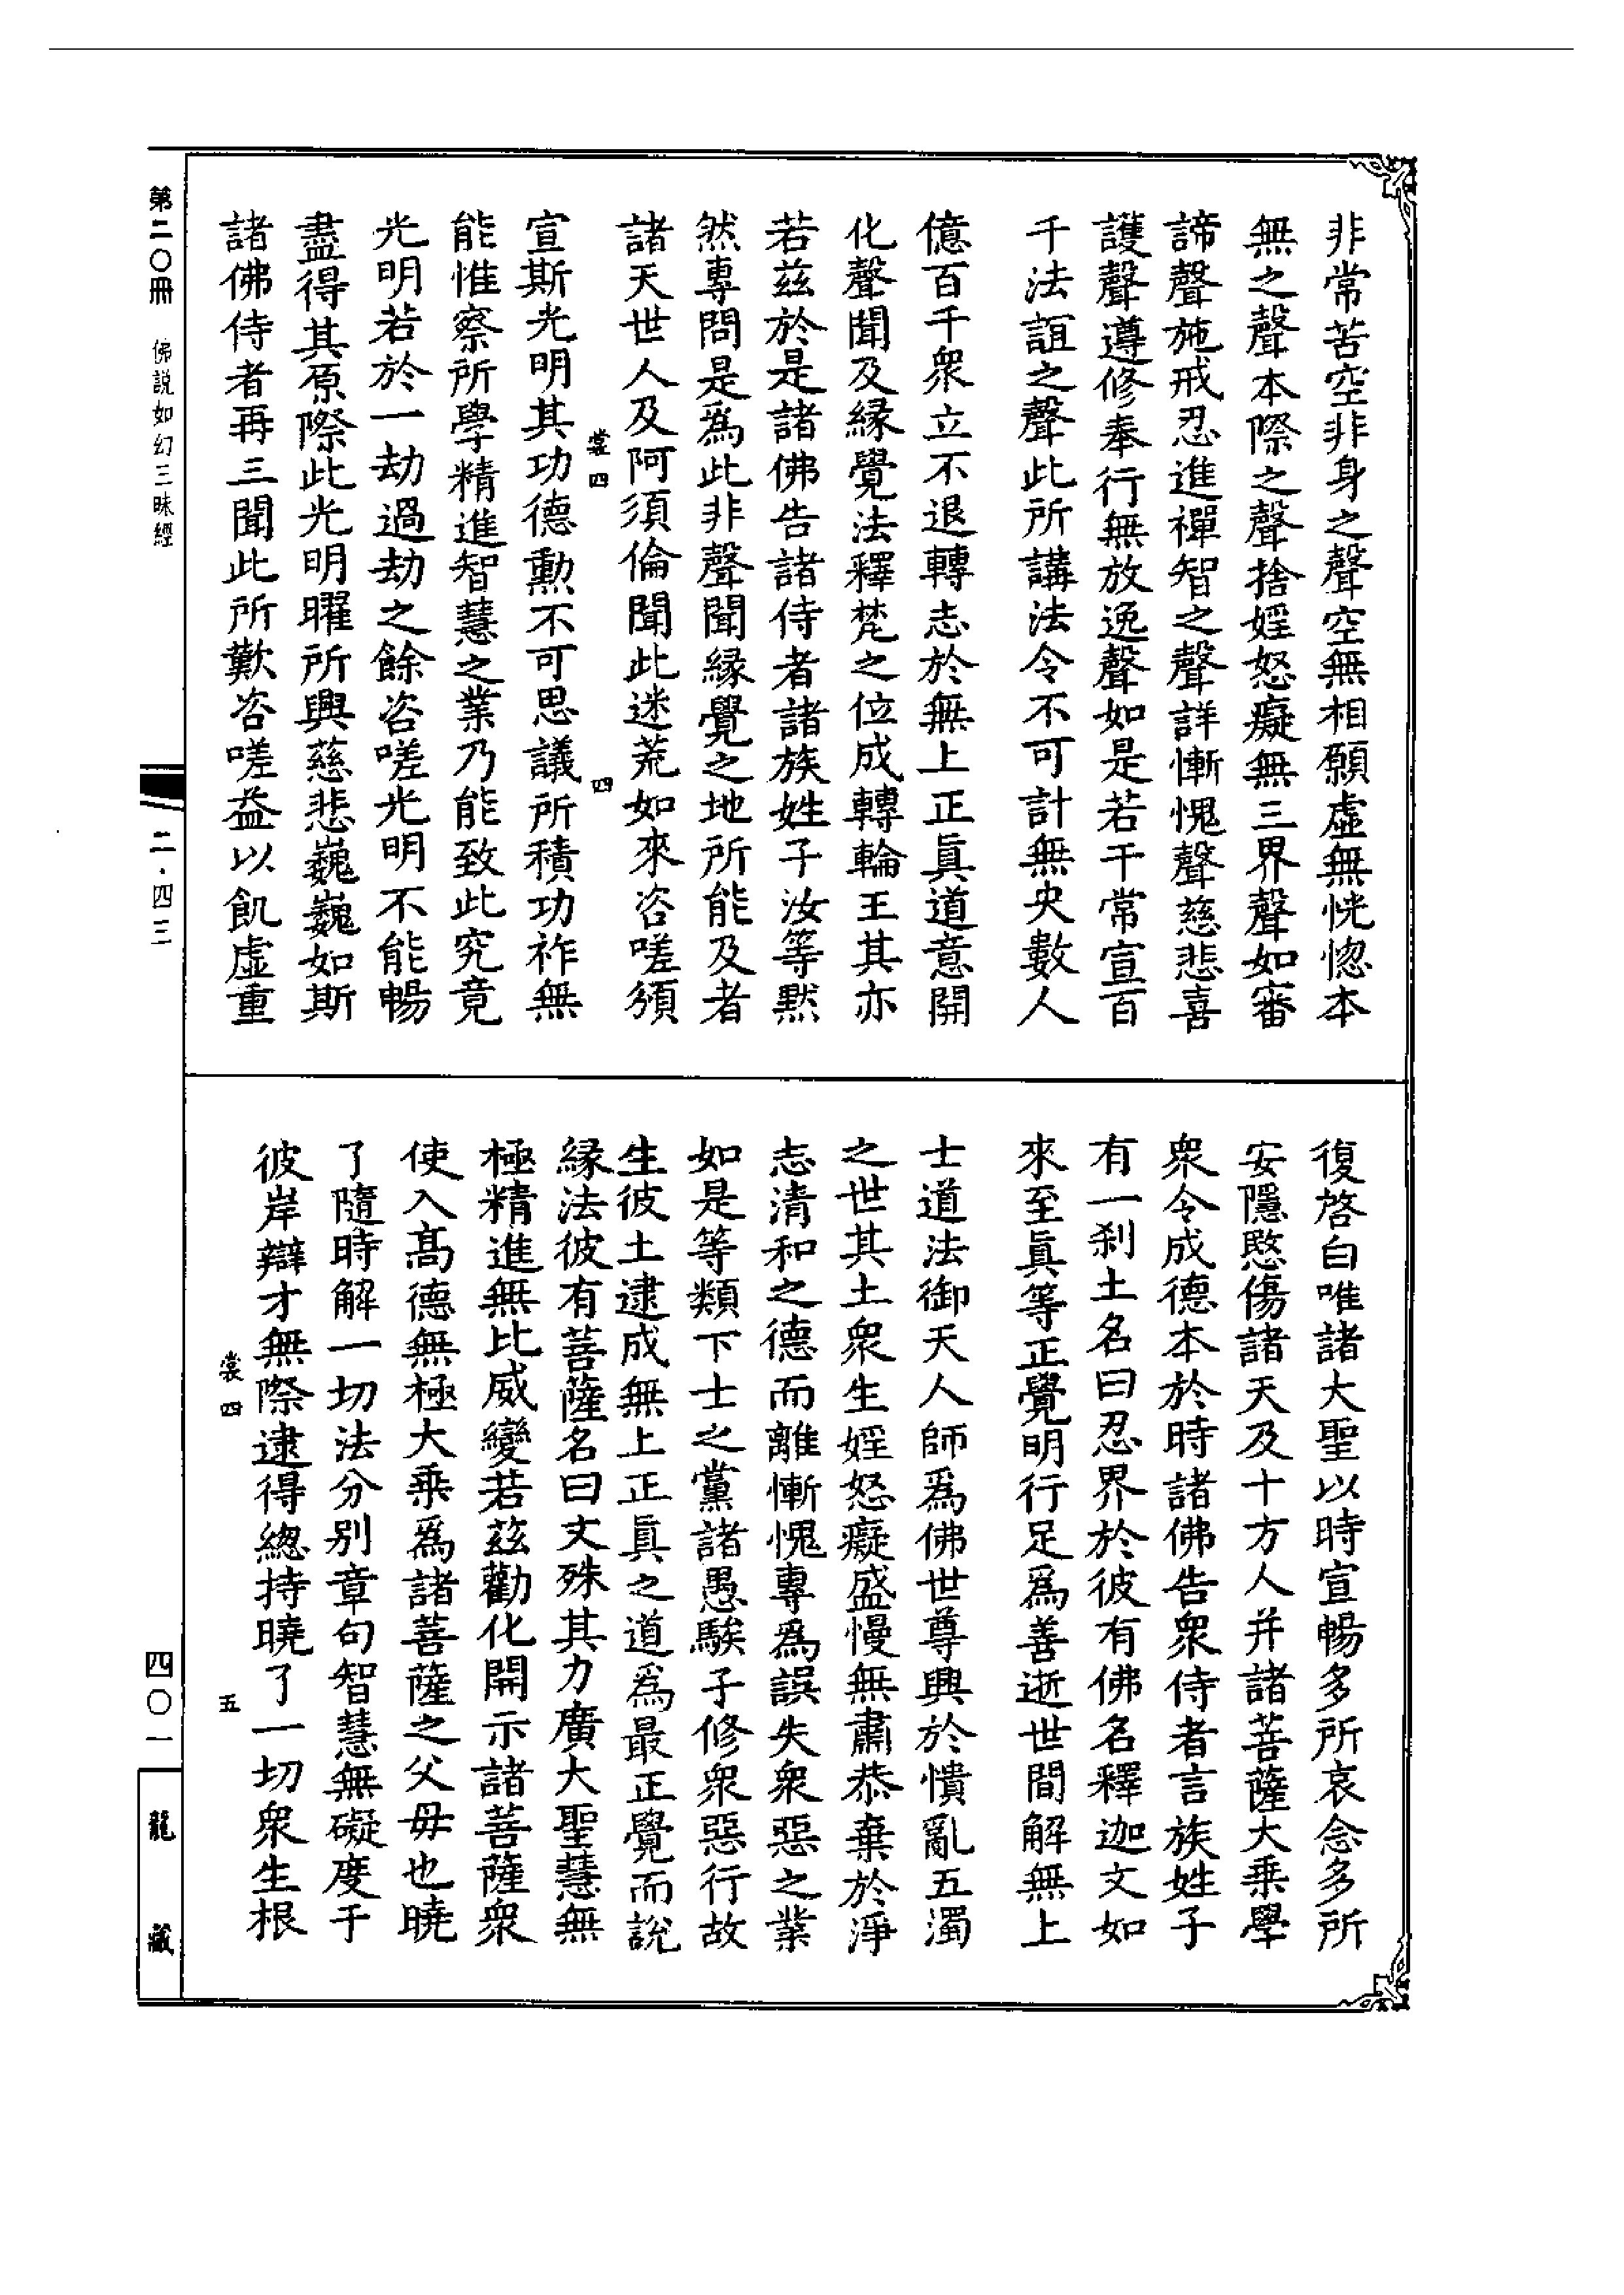 非常苦空非身之聲空無相願虛無恍惚本
無之聲本際之聲捨婬怒癡無三界聲如審
諦聲施戒忍進禪智之聲詳慚愧聲慈悲喜
護聲遵修奉行無放逸聲如是若干常宣百
千法誼之聲此所講法令不可計無央數人
億百千衆立不退轉志於無上正眞道意開
化聲聞及緣覺法釋梵之位成轉輪王其亦
若茲於是諸佛告諸侍者諸族姓子汝等默
然專問是爲此非聲聞緣覺之地所能及者
諸天世人及阿須倫聞此迷荒如來咨嗟須
裳四 四
宣斯光明其功德勲不可思議所積功祚無
能惟察所學精進智慧之業乃能致此究竟
光明若於一劫過劫之餘咨嗟光明不能暢
盡得其原際此光明曜所興慈悲巍巍如斯
諸佛侍者再三聞此所歎咨嗟益以飢虛重
復啓白唯諸大聖以時宣暢多所哀念多所
安隱愍傷諸天及十方人并諸菩薩大乘學
衆令成德本於時諸佛告衆侍者言族姓子
有一刹土名曰忍界於彼有佛名釋迦文如
來至眞等正覺明行足爲善逝世間解無上
士道法御天人師爲佛世尊興於憒亂五濁
之世其土衆生婬怒癡盛慢無肅恭棄於淨
志清和之德而離慚愧專爲誤失衆惡之業
如是等類下士之黨諸愚騃子修衆惡行故
生彼土逮成無上正眞之道爲最正覺而說
緣法彼有菩薩名曰文殊其力廣大聖慧無
極精進無比威變若茲勸化開示諸菩薩衆
使入高德無極大乘爲諸菩薩之父母也曉
了隨時解一切法分别章句智慧無礙度于
彼岸辯才無際逮得總持曉了一切衆生根
裳四 五
第二〇冊 佛説如幻三昧經
二·四三
四〇一
龍藏